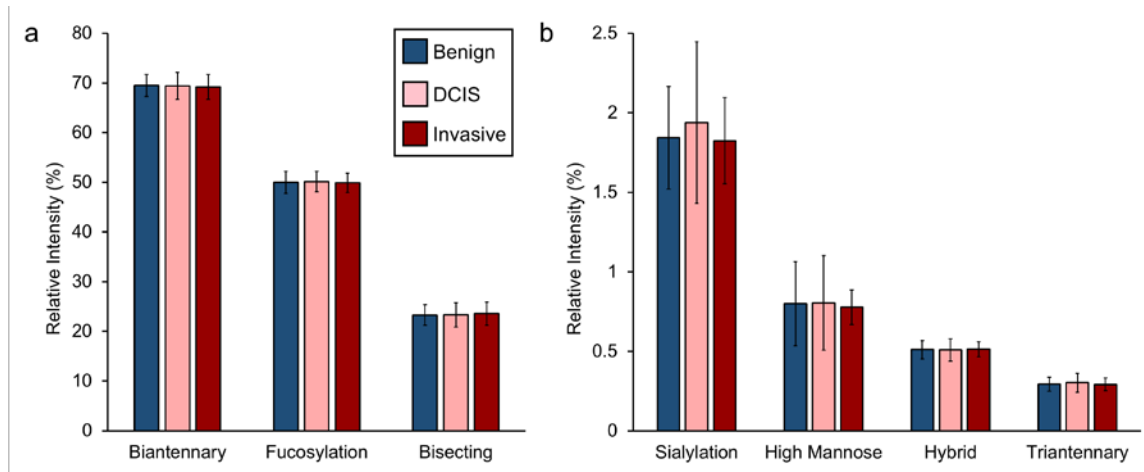 a
80
70
60
50
40
30
20
10
0
Relative Intensity (%)
Biantennary Fucosylation Bisecting
Benign
DCIS
Invasive
b
2.5
2
1.5
1
0.5
0
Relative Intensity (%)
Sialylation High Mannose Hybrid Triantennary